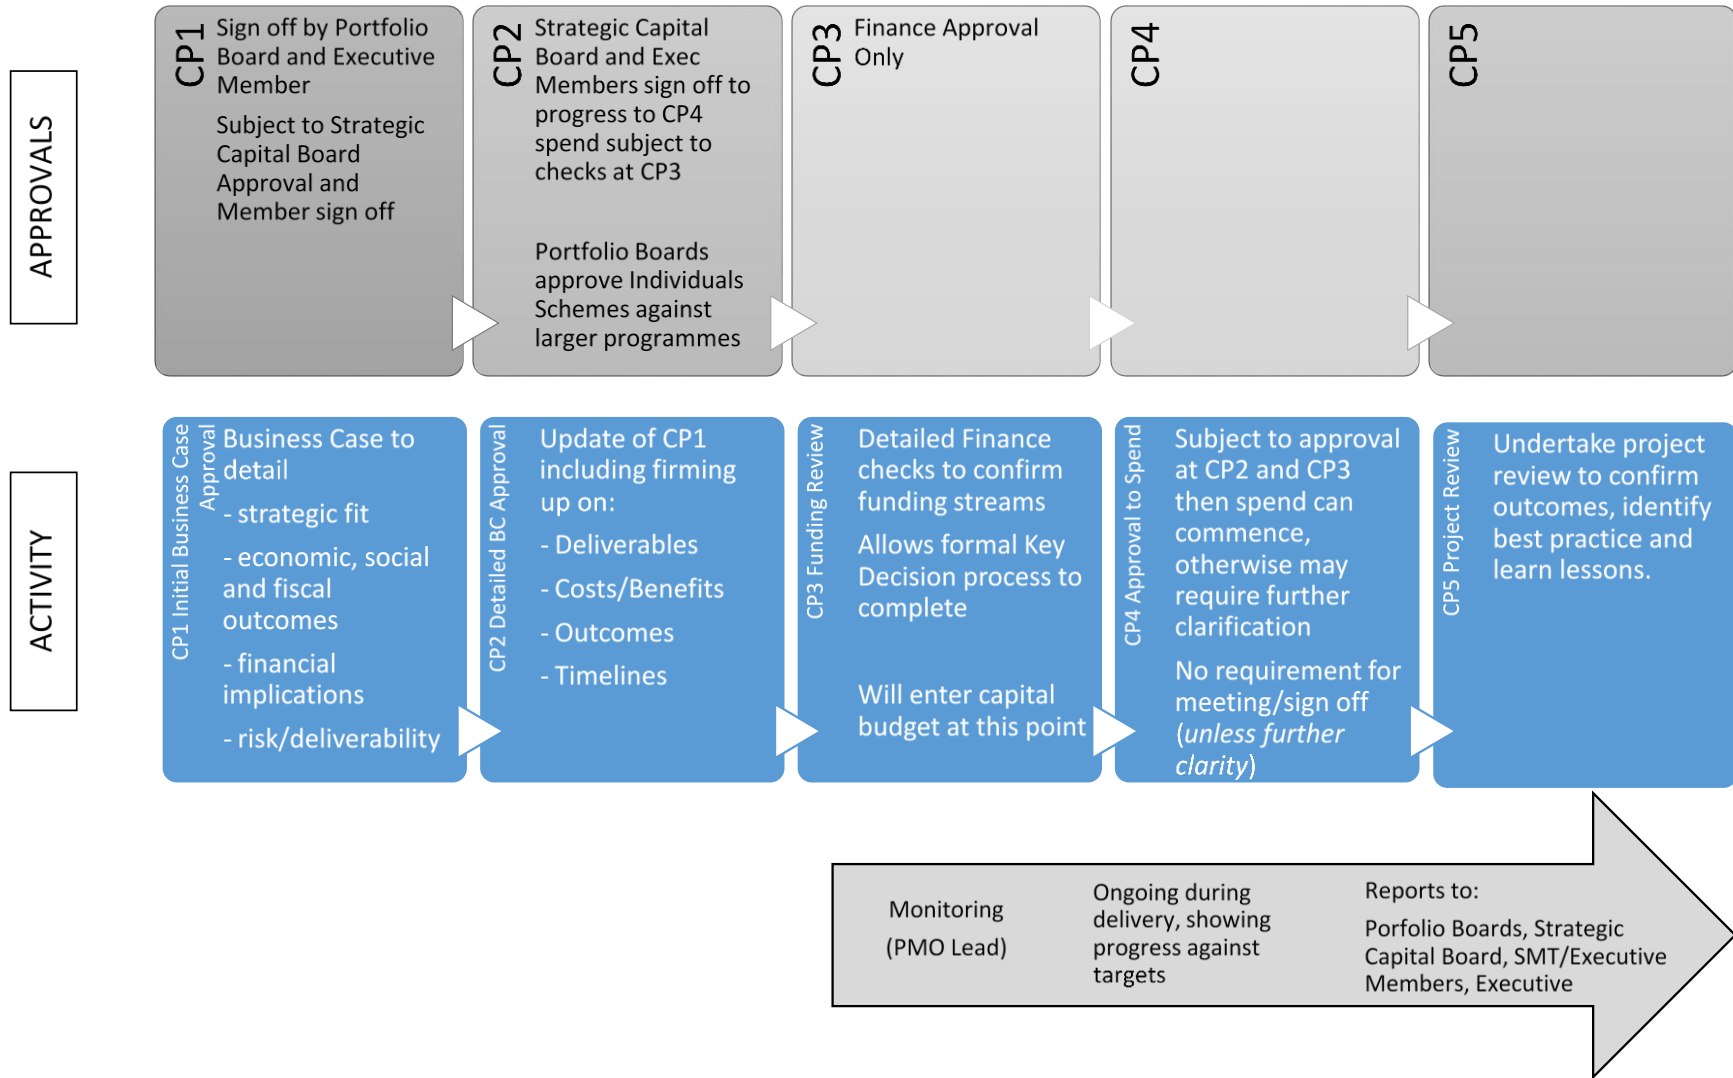 APPROVALS
CP1
Sign off by Portfolio
Board and Executive
Member
Subject to Strategic
Capital Board
Approval and
Member sign off
CP2
Strategic Capital
Board and Exec
Members sign off to
progress to CP4
spend subject to
checks at CP3
Portfolio Boards
approve Individuals
Schemes against
larger programmes
CP3
Finance Approval
Only
CP4
CP5
ACTIVITY
CP1 Initial Business Case
Approval
Business Case to
detail
- strategic fit
- economic, social
and fiscal
outcomes
- financial
implications
- risk/deliverability
CP2 Detailed BC Approval
Update of CP1
including firming
up on:
- Deliverables
- Costs/Benefits
- Outcomes
- Timelines
CP3 Funding Review
Detailed Finance
checks to confirm
funding streams
Allows formal Key
Decision process to
complete
Will enter capital
budget at this point
CP4 Approval to Spend
Subject to approval
at CP2 and CP3
then spend can
commence,
otherwise may
require further
clarification
No requirement for
meeting/sign off
(unless further
clarity)
CP5 Project Review
Undertake project
review to confirm
outcomes, identify
best practice and
learn lessons.
Monitoring
(PMO Lead)
Ongoing during
delivery, showing
progress against
targets
Reports to:
Porfolio Boards, Strategic
Capital Board, SMT/Executive
Members, Executive